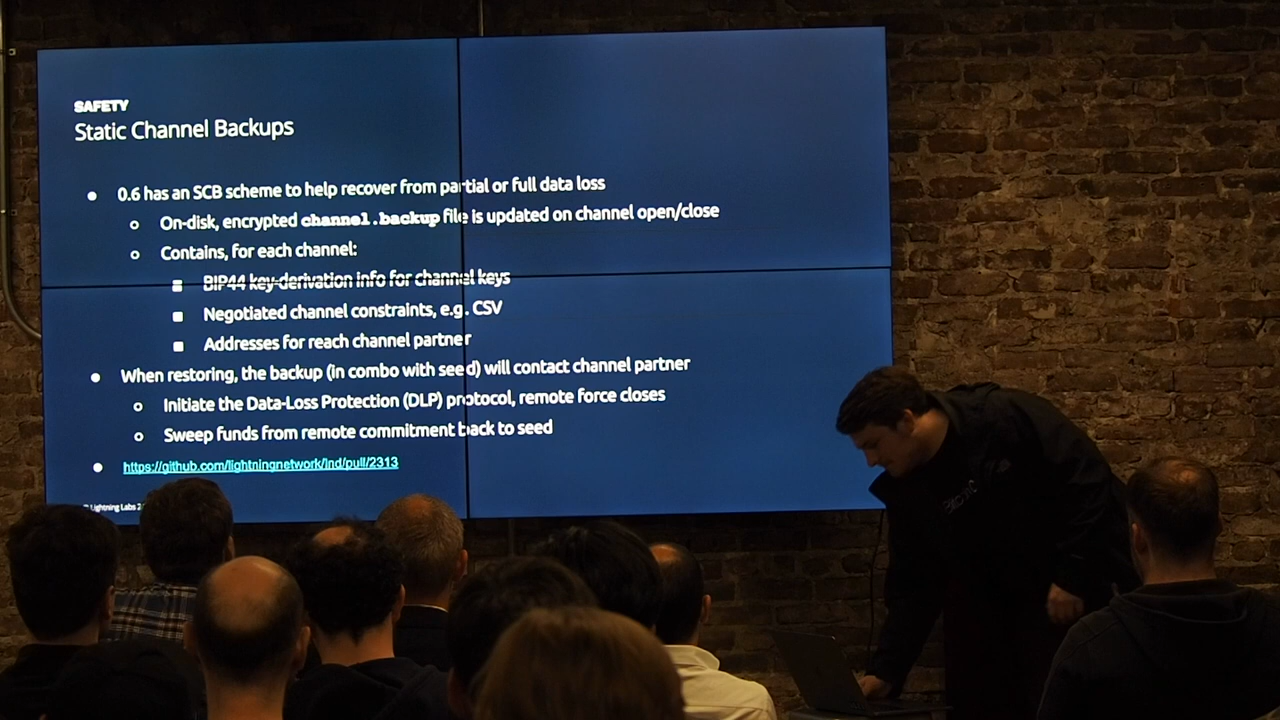 SAFETY
Static Channel Backups
● 0.6 has an SCB scheme to help recover from partial or full data loss
○ On-disk, encrypted channel.backup file is updated on channel open/close
○ Contains, for each channel:
■ BIP44 key-derivation info for channel keys
■ Negotiated channel constraints, e.g. CSV
■ Addresses for reach channel partner
● When restoring, the backup (in combo with seed) will contact channel partner
○ Initiate the Data-Loss Protection (DLP) protocol, remote force closes
○ Sweep funds from remote commitment back to seed
● https://github.com/lightningnetwork/lnd/pull/2313
© Lightning Labs